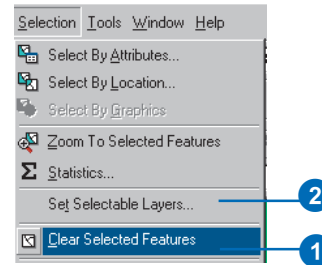 Selection Tools Window Help
Select By Attributes...
Select By Location...
Select By Graphics
Zoom To Selected Features
Σ Statistics...
Set Selectable Layers...
2
Clear Selected Features
1